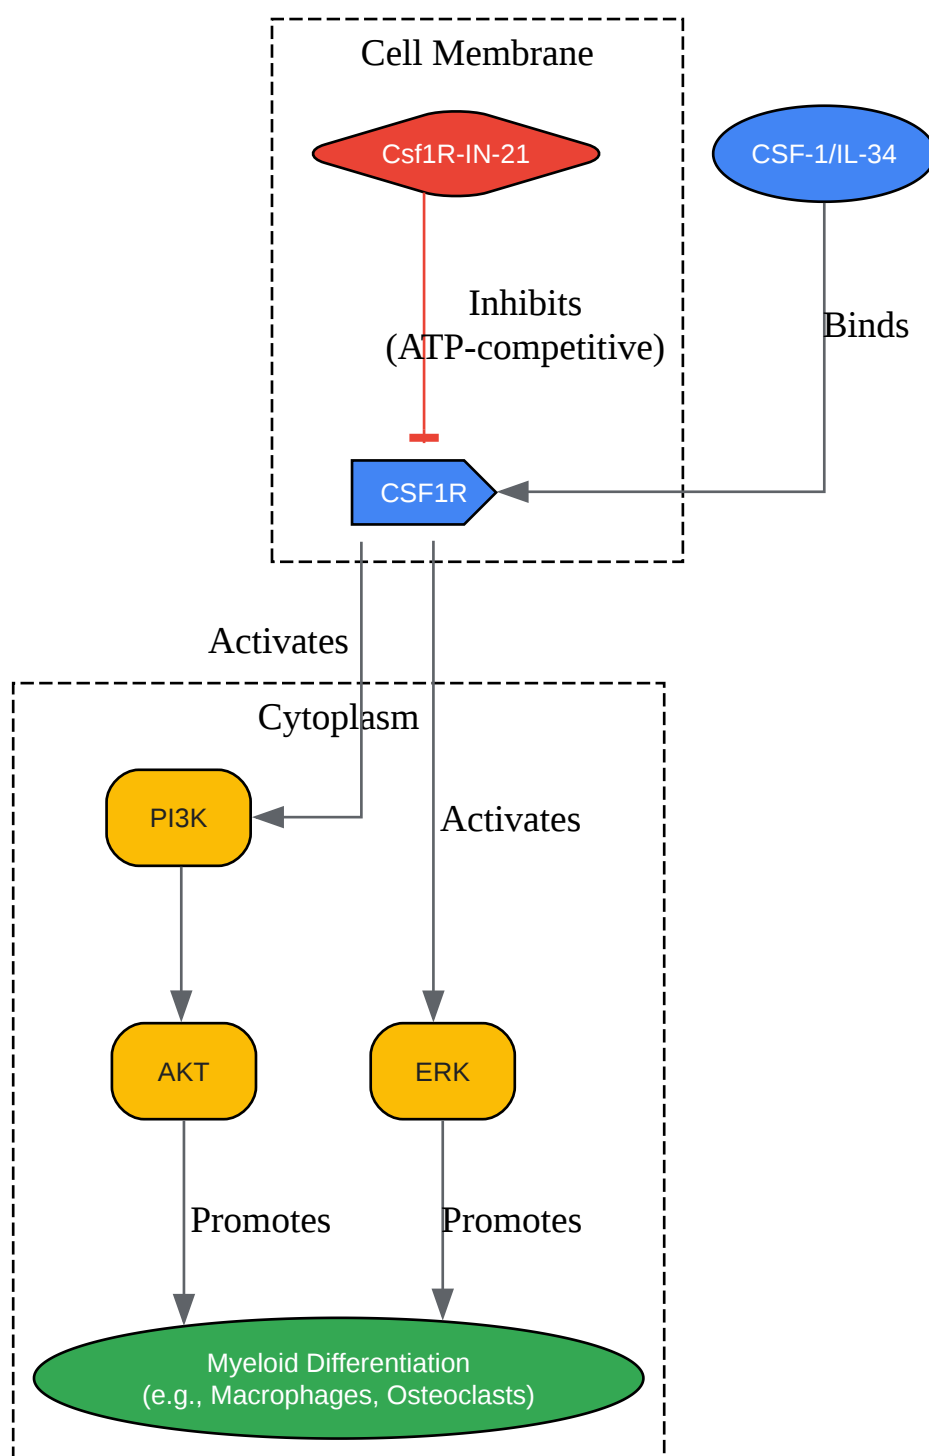 Cell Membrane
Csf1R-IN-21
CSF-1/IL-34
Inhibits
(ATP-competitive)
Binds
CSF1R
Activates
Cytoplasm
PI3K
Activates
AKT
ERK
Promotes
Promotes
Myeloid Differentiation
(e.g., Macrophages, Osteoclasts)